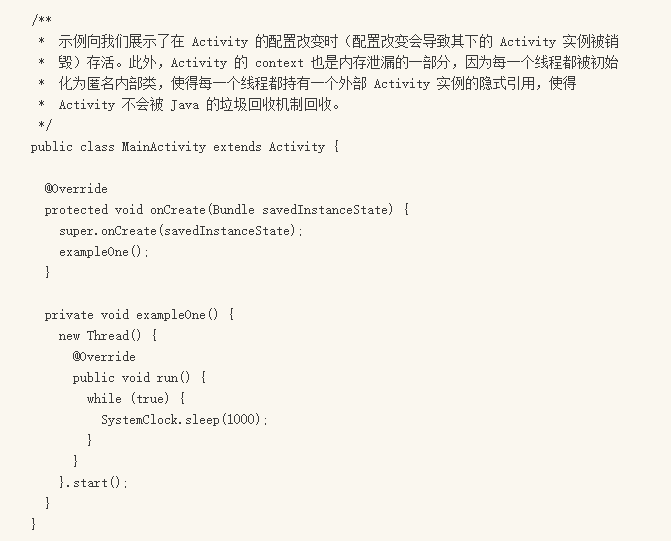 /**
 *  示例向我们展示了在 Activity 的配置改变时（配置改变会导致其下的 Activity 实例被销
 *  毁）存活。此外，Activity 的 context 也是内存泄漏的一部分，因为每一个线程都被初始
 *  化为匿名内部类，使得每一个线程都持有一个外部 Activity 实例的隐式引用，使得
 *  Activity 不会被 Java 的垃圾回收机制回收。
 */
public class MainActivity extends Activity {

  @Override
  protected void onCreate(Bundle savedInstanceState) {
    super.onCreate(savedInstanceState);
    exampleOne();
  }

  private void exampleOne() {
    new Thread() {
      @Override
      public void run() {
        while (true) {
          SystemClock.sleep(1000);
        }
      }
    }.start();
  }
}